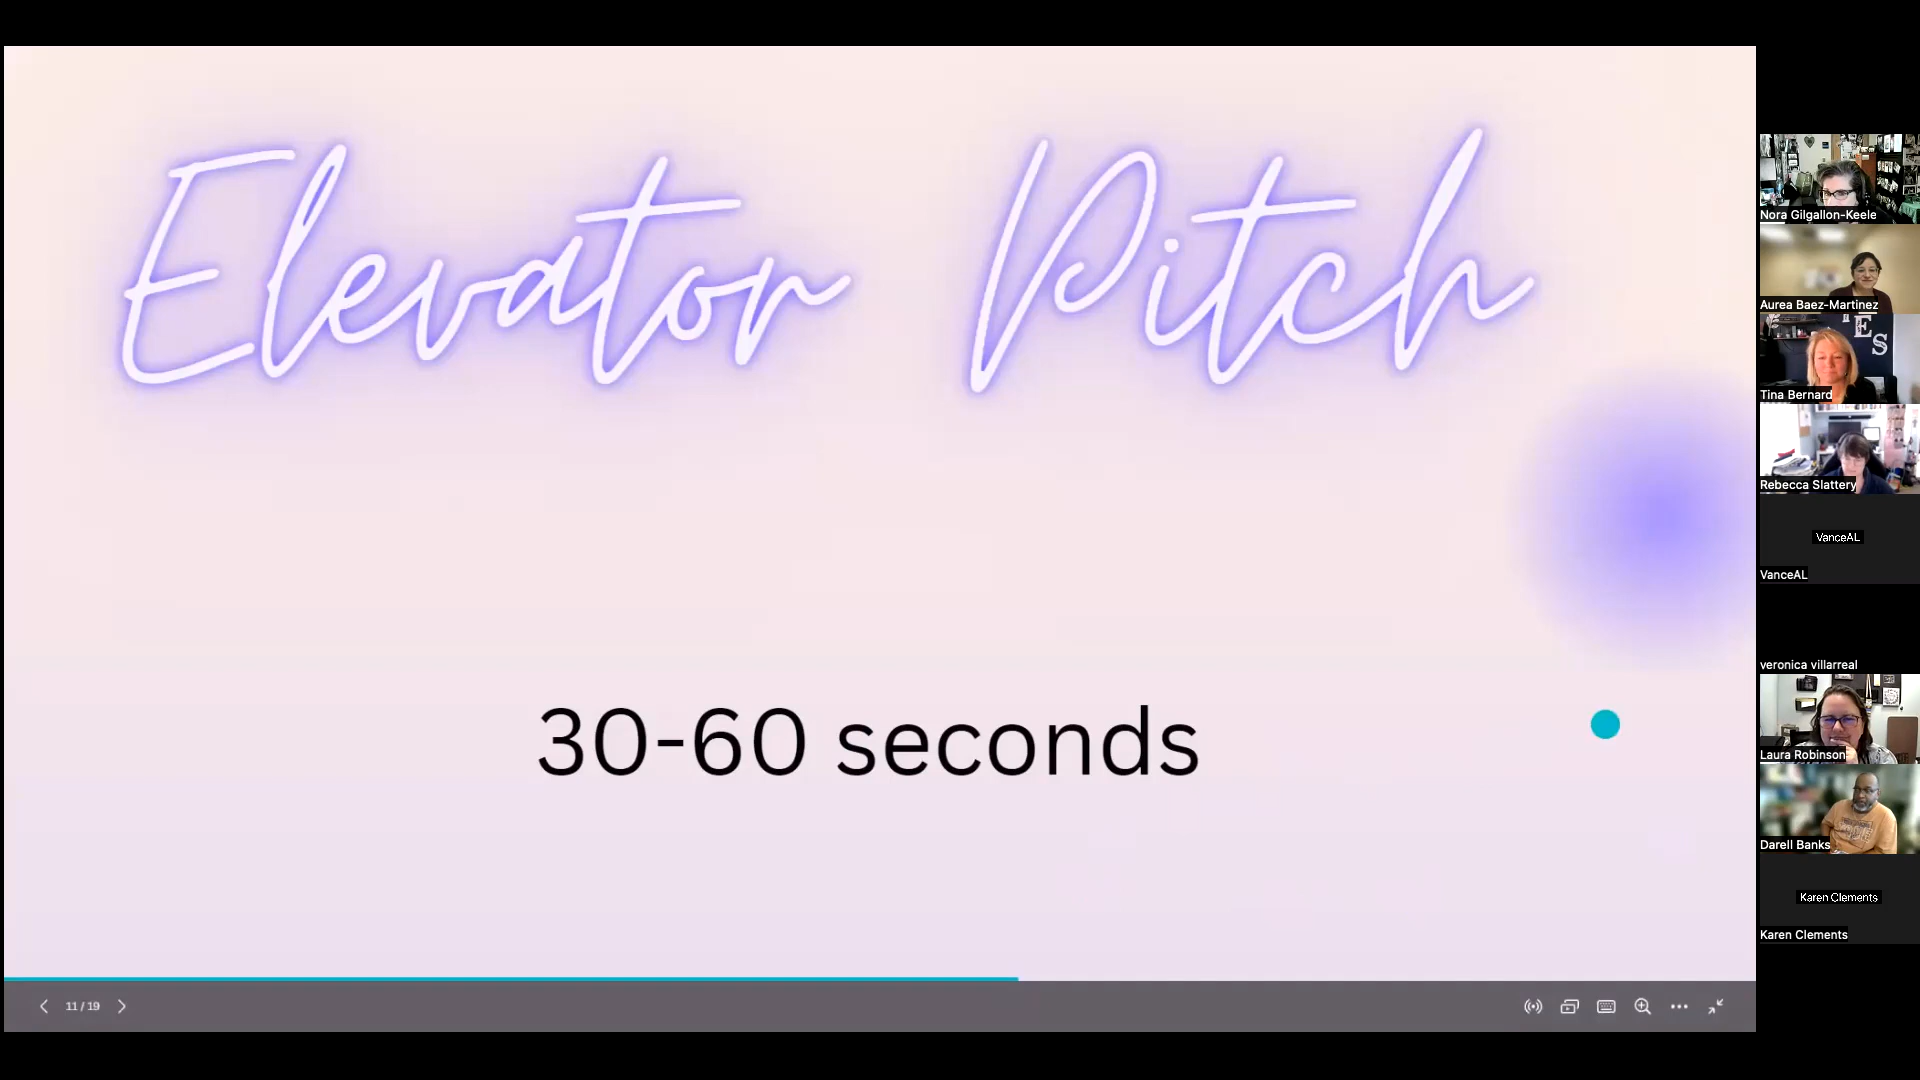 Elevator Pitch
30-60 seconds
11 / 19
Nora Gilgallon-Keele
Aurea Baez-Martinez
ES
Tina Bernard
Rebecca Slattery
VanceAL
VanceAL
veronica villarreal
Laura Robinson
Darell Banks
Karen Clements
Karen Clements